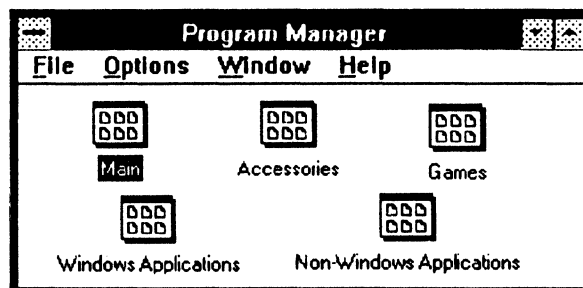 Program Manager
File Options Window Help
Main Accessories Games
Windows Applications Non-Windows Applications